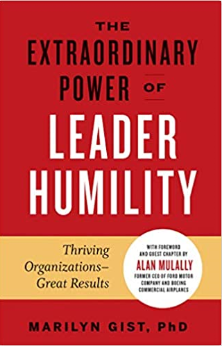 THE
EXTRAORDINARY
POWER OF
LEADER
HUMILITY
Thriving
Organizations—
Great Results
WITH FOREWORD
AND GUEST CHAPTER BY
ALAN MULALLY
FORMER CEO OF FORD MOTOR
COMPANY AND BOEING
COMMERCIAL AIRPLANES
MARILYN GIST, PhD